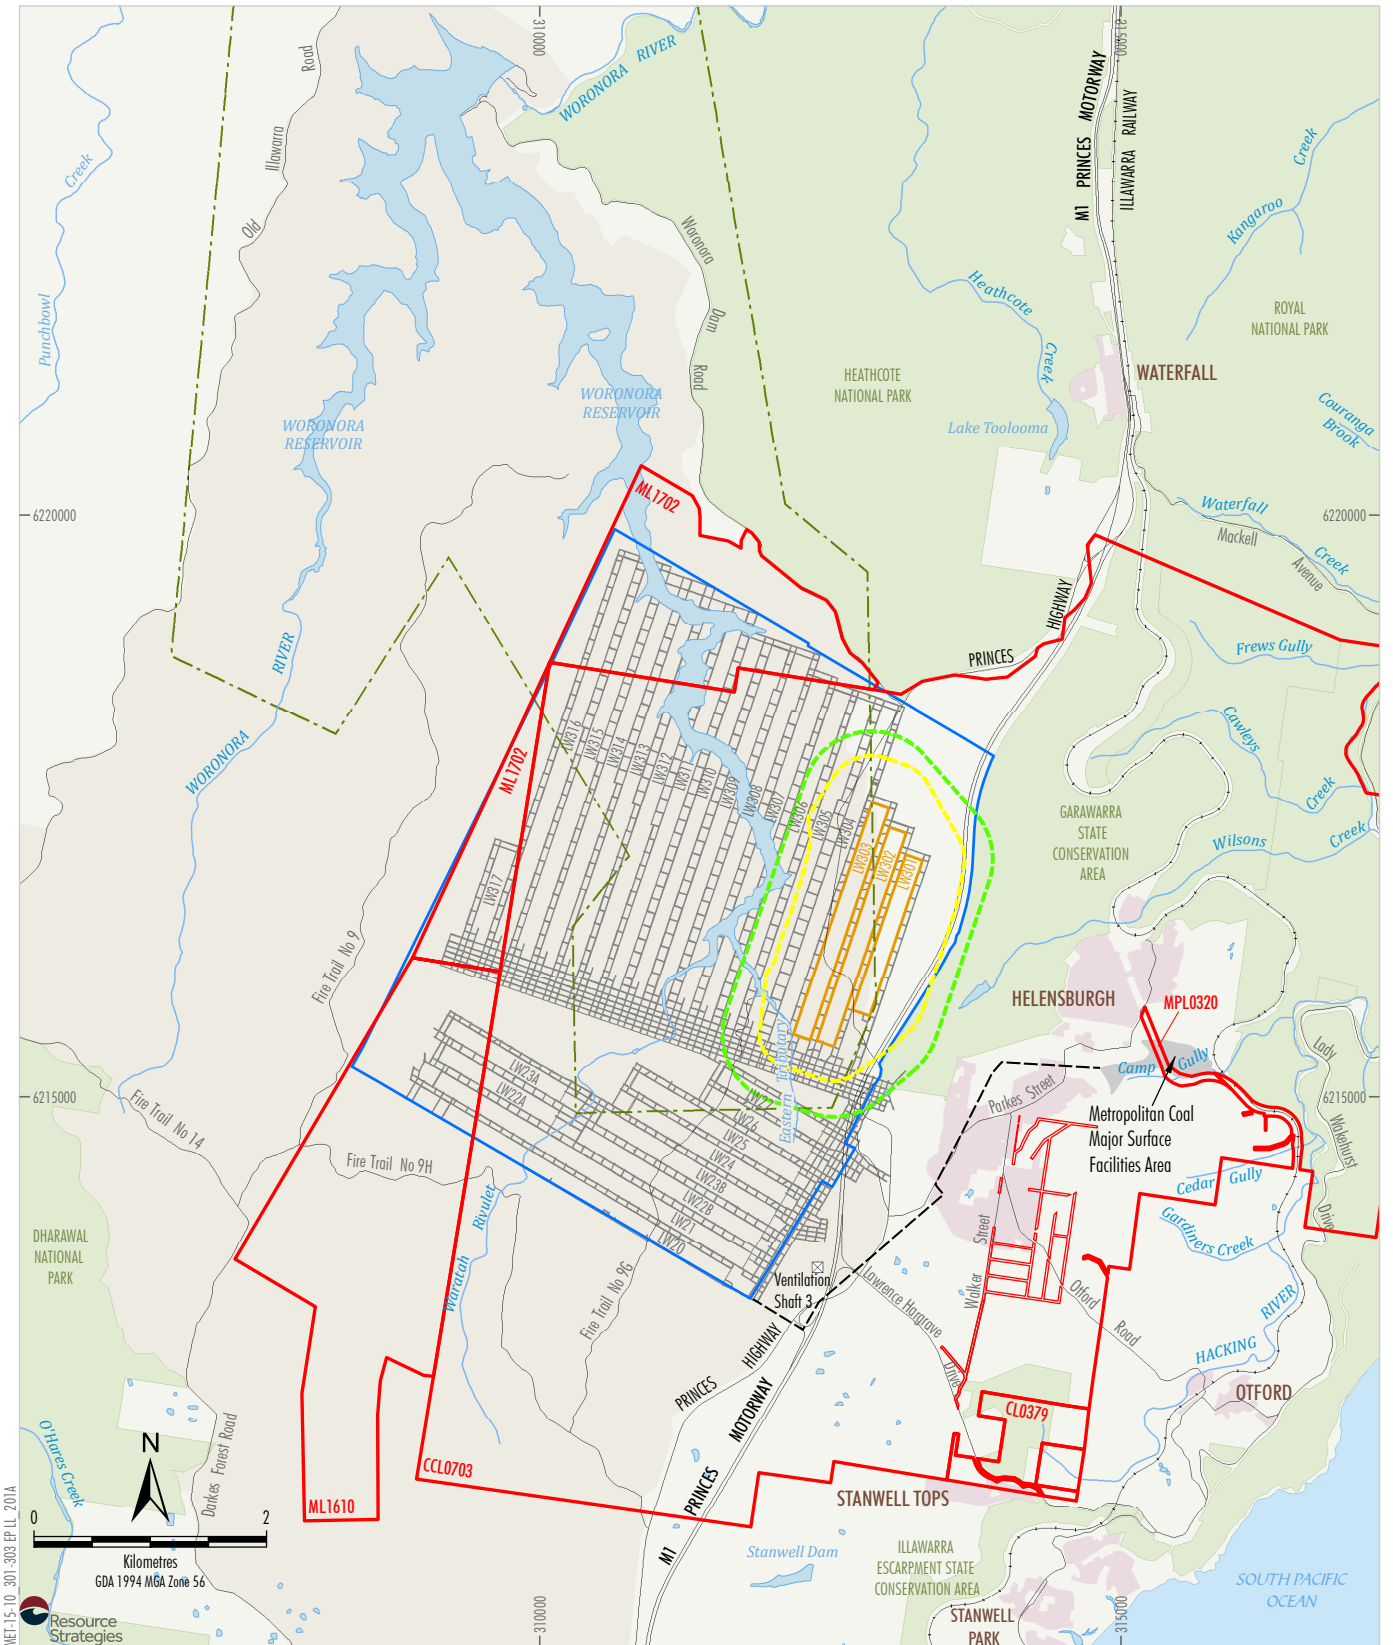 310000
315000
Road
Illawarra
Old
WORONORA RIVER
M1 PRINCES MOTORWAY
ILLAWARRA RAILWAY
Creek
Punchbowl
Creek
Kangaroo
Woronora
Dam
Road
Heathcote
Creek
ROYAL
NATIONAL PARK
HEATHCOTE
NATIONAL PARK
WATERFALL
WORONORA
RESERVOIR
WORONORA
RESERVOIR
Lake Toolooma
Couranga
Brook
ML1702
6220000
6220000
Waterfall
Creek
Mackell
Avenue
HIGHWAY
PRINCES
Frews Gully
RIVER
WORONORA
Cawleys
Creek
ML1702
LW316
LW315
LW314
LW313
LW312
LW311
LW310
LW309
LW308
LW307
LW306
LW305
LW304
LW303
LW302
LW301
LW317
GARAWARRA
STATE
CONSERVATION
AREA
Wilsons
Creek
Fire Trail No 9
HELENSBURGH
MPL0320
Camp Gully
Lady
Wakehurst
Drive
6215000
6215000
Eastern Tributary
LW23A
LW22A
LW27
LW26
LW25
LW24
LW23B
LW22B
LW21
LW20
Parkes Street
Metropolitan Coal
Major Surface
Facilities Area
Fire Trail No 14
Fire Trail No 9H
Cedar Gully
Gardiners Creek
Waratah Rivulet
DHARAWAL
NATIONAL
PARK
Fire Trail No 9G
Ventilation
Shaft 3
Lawrence Hargrave
Drive
Walker
Street
Otford
Road
HACKING RIVER
PRINCES HIGHWAY
OTFORD
CL0379
O'Hares Creek
Darkes Forest Road
M1 PRINCES MOTORWAY
CCL0703
ML1610
STANWELL TOPS
N
0
2
Kilometres
GDA 1994 MGA Zone 56
Stanwell Dam
ILLAWARRA
ESCARPMENT STATE
CONSERVATION AREA
SOUTH PACIFIC
OCEAN
STANWELL
PARK
MET-15-10_301-303 EP LL_201A
Resource
Strategies
310000
315000